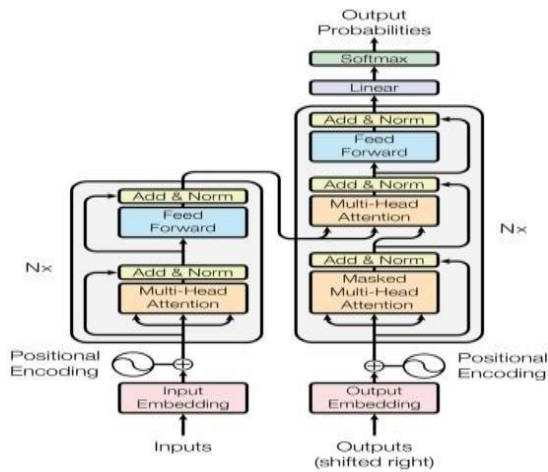 Output
Probabilities
Softmax
Linear
Add & Norm
Feed
Forward
Add & Norm
Multi-Head
Attention
Add & Norm
Masked
Multi-Head
Attention
Nx
Positional
Encoding
Output
Embedding
Outputs
(shifted right)
Add & Norm
Feed
Forward
Add & Norm
Multi-Head
Attention
Nx
Positional
Encoding
Input
Embedding
Inputs